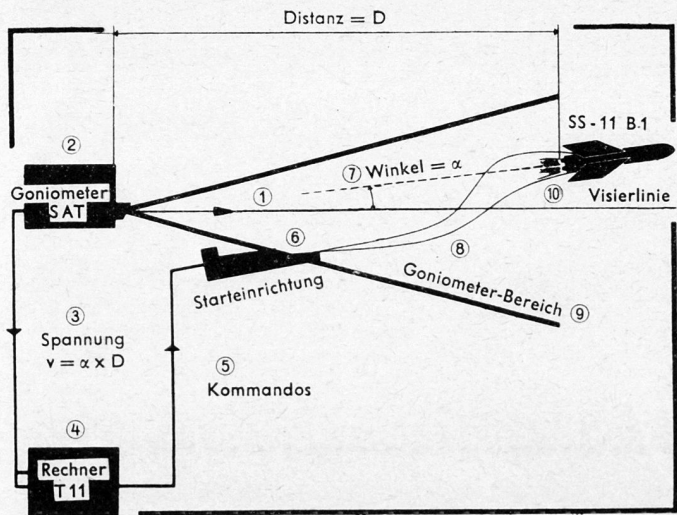 Distanz = D
SS-11 B.1
②
⑦ Winkel = α
Goniometer
SAT
①
⑩
Visierlinie
⑥
⑧
Starteinrichtung
Goniometer-Bereich
⑨
③
Spannung
v = α x D
⑤
Kommandos
④
Rechner
T 11